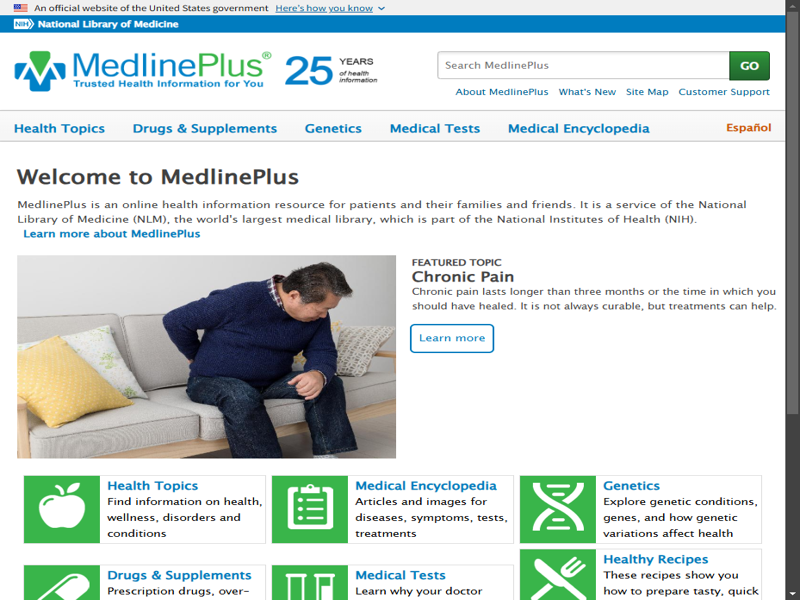 An official website of the United States government Here's how you know
NIH National Library of Medicine
MedlinePlus®
Trusted Health Information for You
25 YEARS
of health
information
Search MedlinePlus
GO
About MedlinePlus What's New Site Map Customer Support
Health Topics Drugs & Supplements Genetics Medical Tests Medical Encyclopedia Español
Welcome to MedlinePlus
MedlinePlus is an online health information resource for patients and their families and friends. It is a service of the National
Library of Medicine (NLM), the world's largest medical library, which is part of the National Institutes of Health (NIH).
Learn more about MedlinePlus
FEATURED TOPIC
Chronic Pain
Chronic pain lasts longer than three months or the time in which you
should have healed. It is not always curable, but treatments can help.
Learn more
Health Topics
Find information on health,
wellness, disorders and
conditions
Medical Encyclopedia
Articles and images for
diseases, symptoms, tests,
treatments
Genetics
Explore genetic conditions,
genes, and how genetic
variations affect health
Drugs & Supplements
Prescription drugs, over-
Medical Tests
Learn why your doctor
Healthy Recipes
These recipes show you
how to prepare tasty, quick